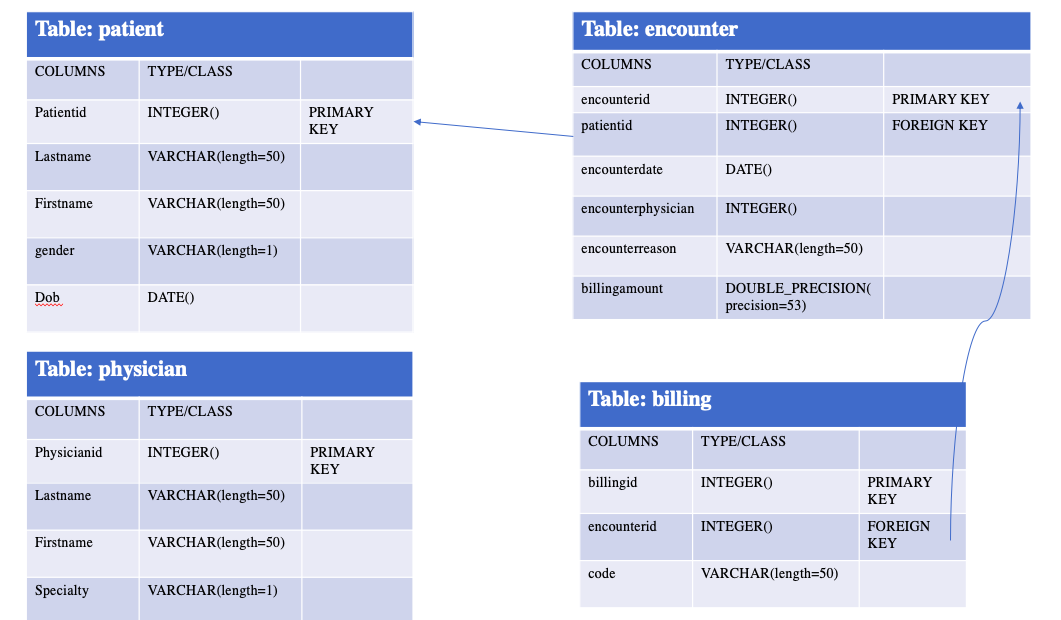 Table: patient
COLUMNS TYPE/CLASS
Patientid INTEGER() PRIMARY
KEY
Lastname VARCHAR(length=50)
Firstname VARCHAR(length=50)
gender VARCHAR(length=1)
Dob DATE()
Table: encounter
COLUMNS TYPE/CLASS
encounterid INTEGER() PRIMARY KEY
patientid INTEGER() FOREIGN KEY
encounterdate DATE()
encounterphysician INTEGER()
encounterreason VARCHAR(length=50)
billingamount DOUBLE_PRECISION(
precision=53)
Table: physician
COLUMNS TYPE/CLASS
Physicianid INTEGER() PRIMARY
KEY
Lastname VARCHAR(length=50)
Firstname VARCHAR(length=50)
Specialty VARCHAR(length=1)
Table: billing
COLUMNS TYPE/CLASS
billingid INTEGER() PRIMARY
KEY
encounterid INTEGER() FOREIGN
KEY
code VARCHAR(length=50)